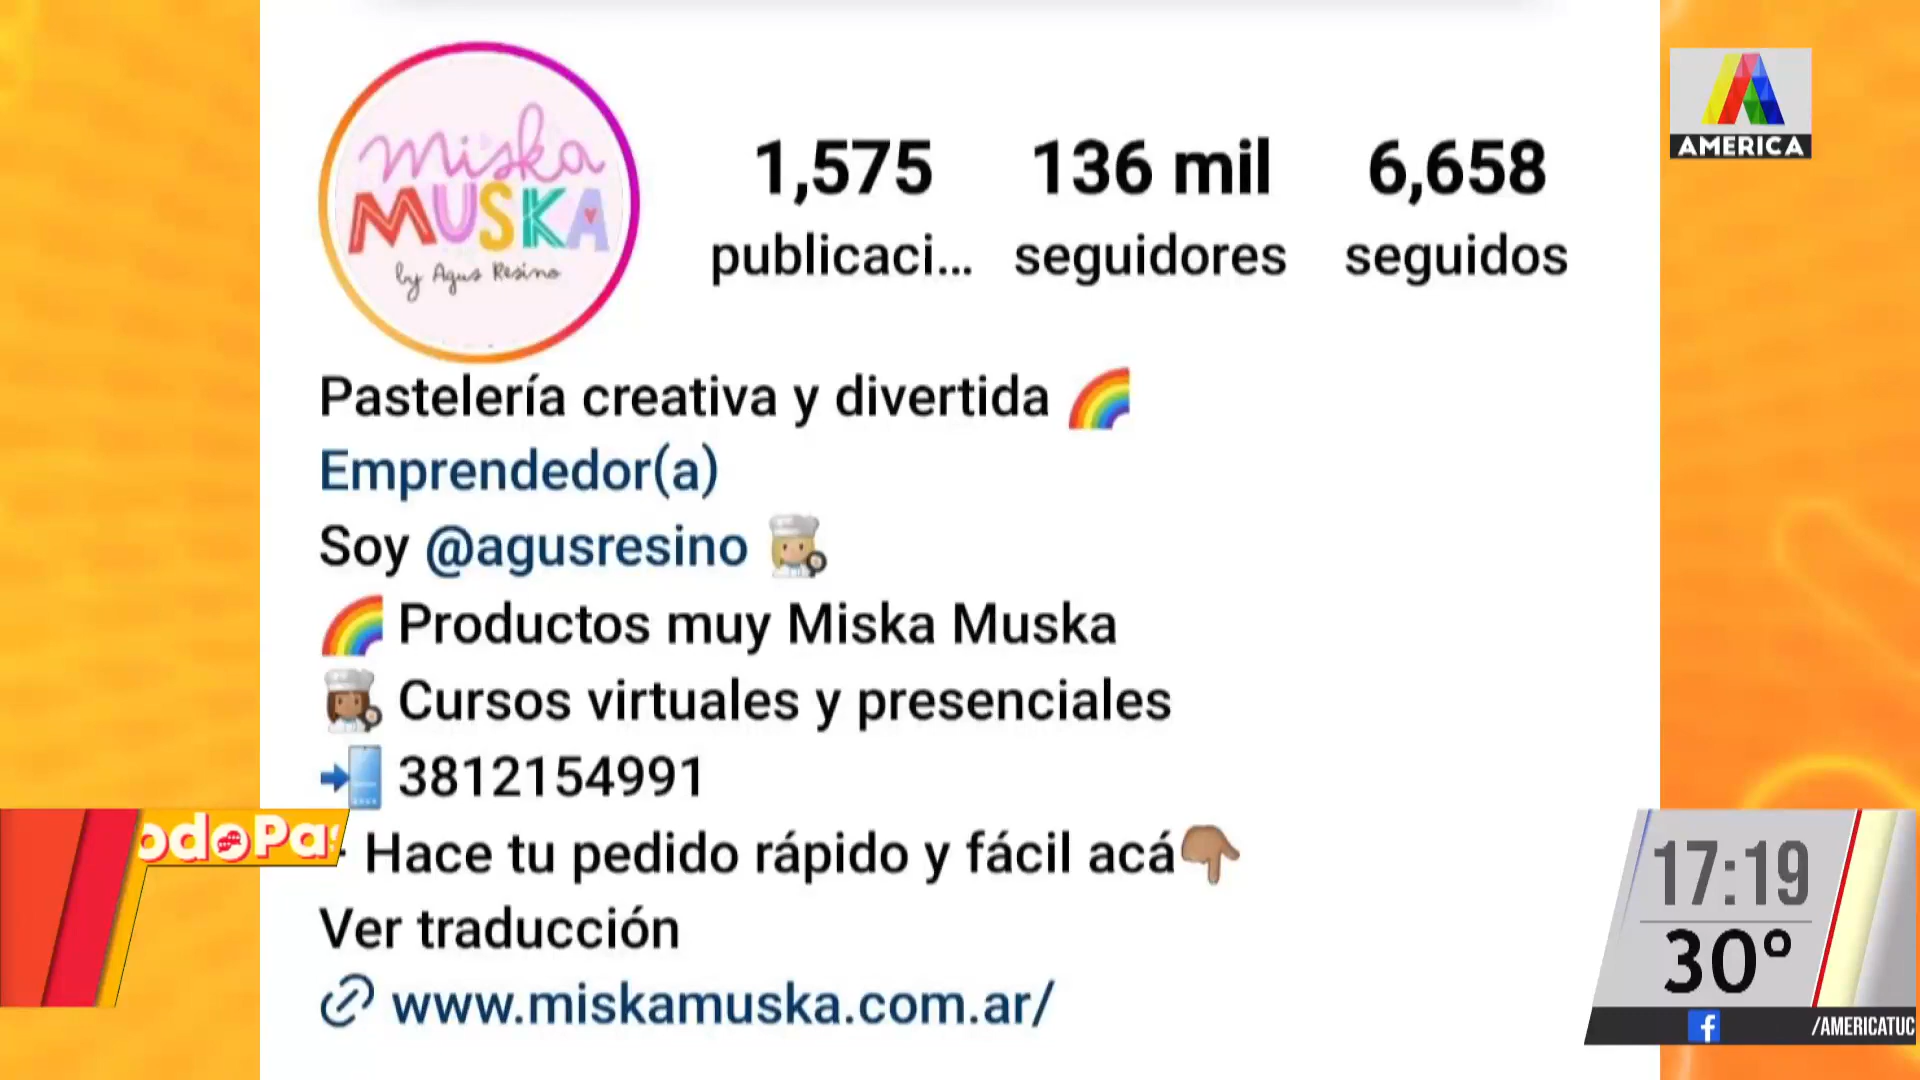 miska
MUSKA
by Agus Resino
1,575
publicaci...
136 mil
seguidores
6,658
seguidos
Pastelería creativa y divertida
Emprendedor(a)
Soy @agusresino
Productos muy Miska Muska
Cursos virtuales y presenciales
3812154991
Hace tu pedido rápido y fácil acá
Ver traducción
www.miskamuska.com.ar/
AMERICA
17:19
30°
/AMERICATUC